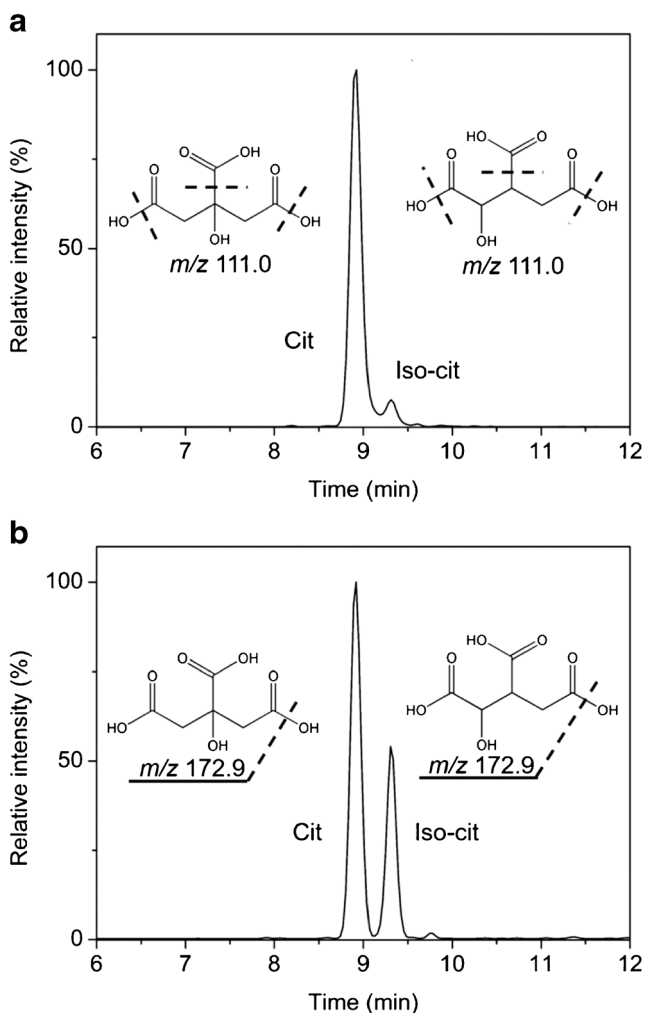 a
Relative intensity (%)
100
50
0
O
OH
O
O
HO
OH
OH
m/z 111.0
HO
O
O
O
HO
OH
OH
m/z 111.0
Cit
Iso-cit
6 7 8 9 10 11 12
Time (min)
b
Relative intensity (%)
100
50
0
O
OH
O
O
HO
OH
OH
m/z 172.9
HO
O
O
O
HO
OH
OH
m/z 172.9
Cit
Iso-cit
6 7 8 9 10 11 12
Time (min)